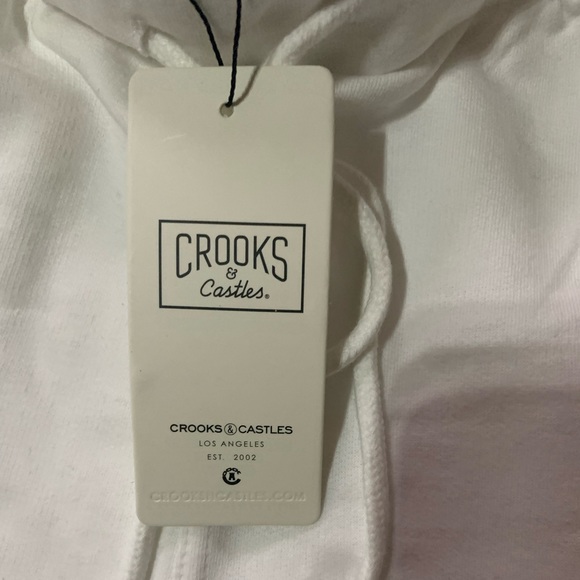 CROOKS
&
Castles®
CROOKS & CASTLES
LOS ANGELES
EST. 2002
CROOKSNCASTLES.COM